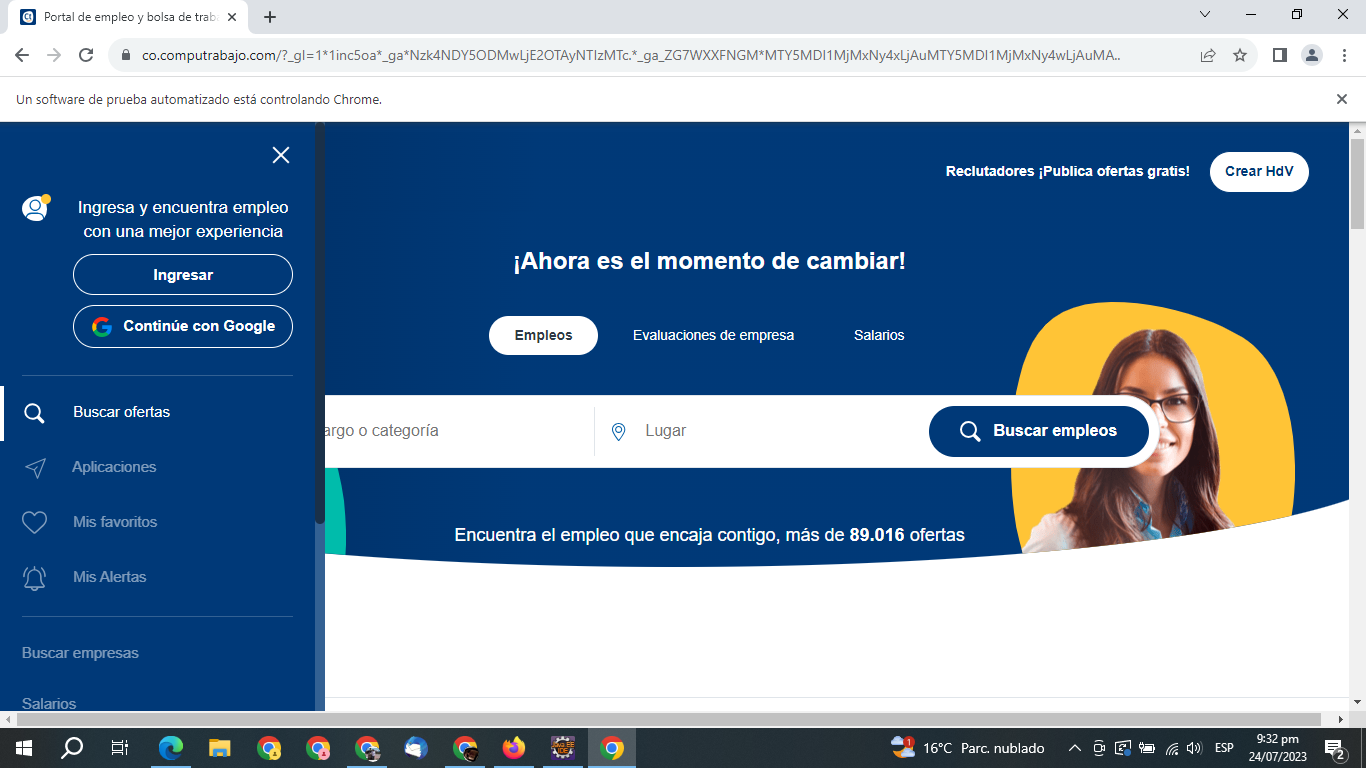 Portal de empleo y bolsa de traba
co.computrabajo.com/?_gl=1*1inc5oa*_ga*Nzk4NDY5ODMwLjE2OTAyNTIzMTc.*_ga_ZG7WXXFNGM*MTY5MDI1MjMxNy4xLjAuMTY5MDI1MjMxNy4wLjAuMA..
Un software de prueba automatizado está controlando Chrome.
Reclutadores ¡Publica ofertas gratis!
Crear HdV
Ingresa y encuentra empleo
con una mejor experiencia
Ingresar
Continúe con Google
Buscar ofertas
Aplicaciones
Mis favoritos
Mis Alertas
Buscar empresas
Salarios
¡Ahora es el momento de cambiar!
Empleos
Evaluaciones de empresa
Salarios
argo o categoría
Lugar
Buscar empleos
Encuentra el empleo que encaja contigo, más de 89.016 ofertas
1
16°C Parc. nublado
ESP
9:32 pm
24/07/2023
2